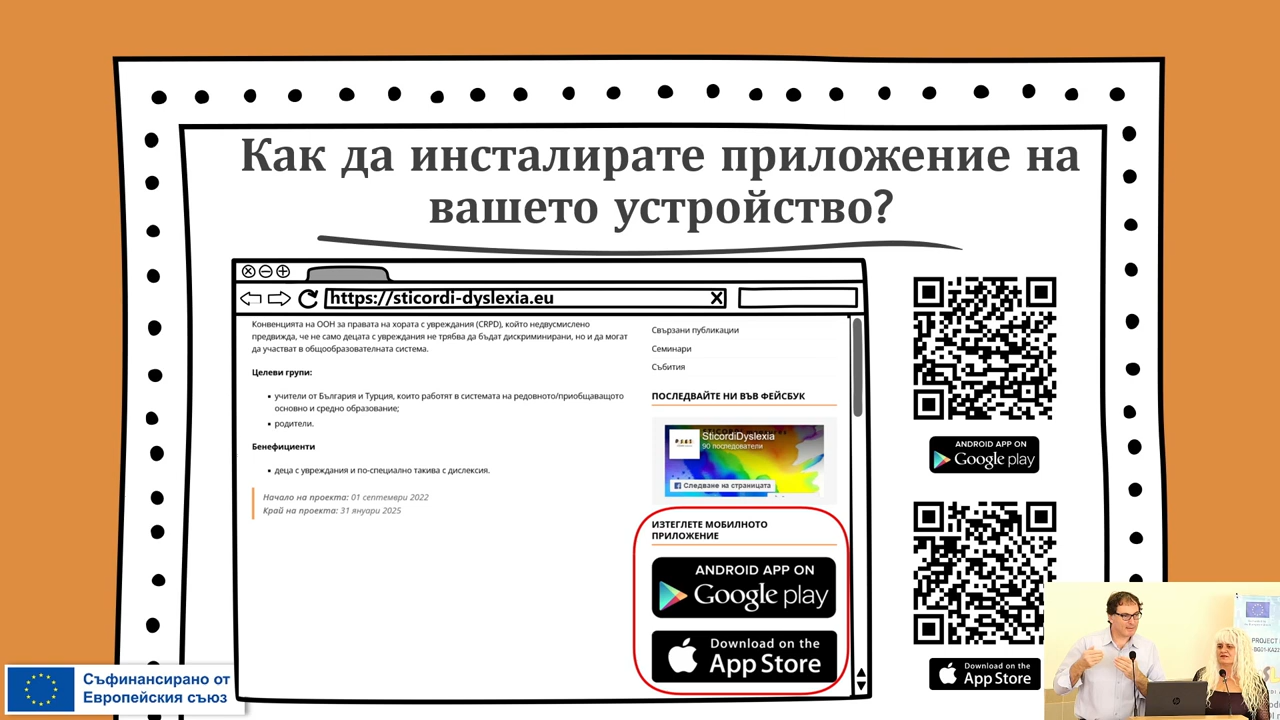 Как да инсталирате приложение на
вашето устройство?
https://sticordi-dyslexia.eu
Конвенцията на ООН за правата на хората с увреждания (CRPD), който недвусмислено
предвижда, че не само децата с увреждания не трябва да бъдат дискриминирани, но и да могат
да участват в общообразователната система.
Целеви групи:
учители от България и Турция, които работят в системата на редовното/приобщаващото
основно и средно образование;
родители.
Бенефициенти
деца с увреждания и по-специално такива с дислексия.
Начало на проекта: 01 септември 2022
Край на проекта: 31 януари 2025
Свързани публикации
Семинари
Събития
ПОСЛЕДВАЙТЕ НИ ВЪВ ФЕЙСБУК
SticordiDyslexia
90 последователи
Следване на страницата
ИЗТЕГЛЕТЕ МОБИЛНОТО
ПРИЛОЖЕНИЕ
ANDROID APP ON
Google play
Download on the
App Store
ANDROID APP ON
Google play
Download on the
App Store
Съфинансирано от
Европейския съюз
PROJECT